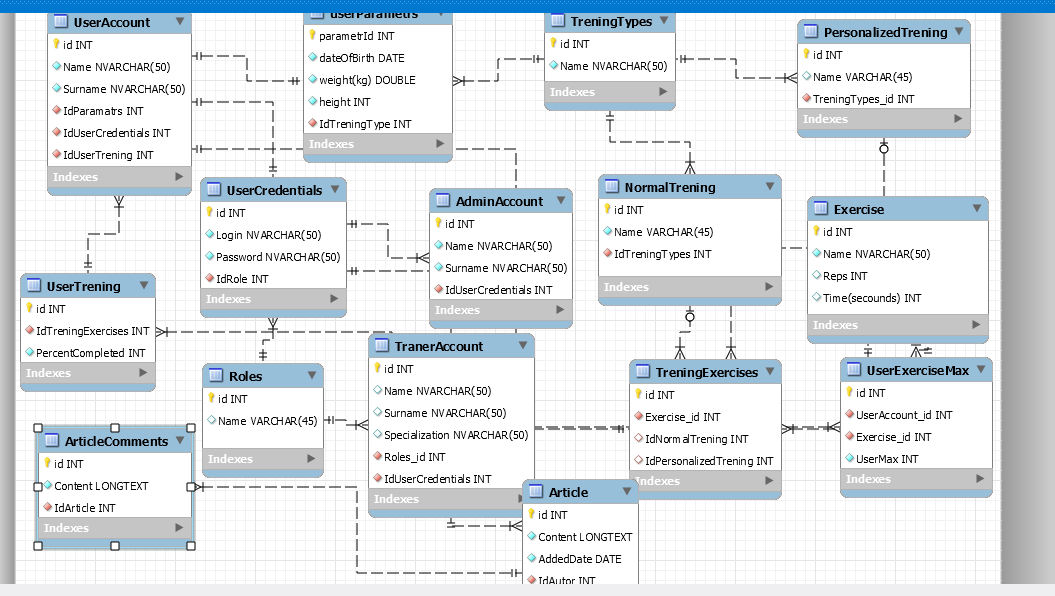 UserAccount
id INT
Name NVARCHAR(50)
Surname NVARCHAR(50)
IdParamatrs INT
IdUserCredentials INT
IdUserTrening INT
Indexes
userParametrs
parametrId INT
dateOfBirth DATE
weight(kg) DOUBLE
height INT
IdTreningType INT
Indexes
TreningTypes
id INT
Name NVARCHAR(50)
Indexes
PersonalizedTrening
id INT
Name VARCHAR(45)
TreningTypes_id INT
Indexes
UserCredentials
id INT
Login NVARCHAR(50)
Password NVARCHAR(50)
IdRole INT
Indexes
AdminAccount
id INT
Name NVARCHAR(50)
Surname NVARCHAR(50)
IdUserCredentials INT
Indexes
NormalTrening
id INT
Name VARCHAR(45)
IdTreningTypes INT
Indexes
Exercise
id INT
Name NVARCHAR(50)
Reps INT
Time(seconds) INT
Indexes
UserTrening
id INT
IdTreningExercises INT
PercentCompleted INT
Indexes
Roles
id INT
Name VARCHAR(45)
Indexes
TranerAccount
id INT
Name NVARCHAR(50)
Surname NVARCHAR(50)
Specialization NVARCHAR(50)
Roles_id INT
IdUserCredentials INT
Indexes
TreningExercises
id INT
Exercise_id INT
IdNormalTrening INT
IdPersonalizedTrening INT
Indexes
UserExerciseMax
id INT
UserAccount_id INT
Exercise_id INT
UserMax INT
Indexes
ArticleComments
id INT
Content LONGTEXT
IdArticle INT
Indexes
Article
id INT
Content LONGTEXT
AddedDate DATE
IdAutor INT